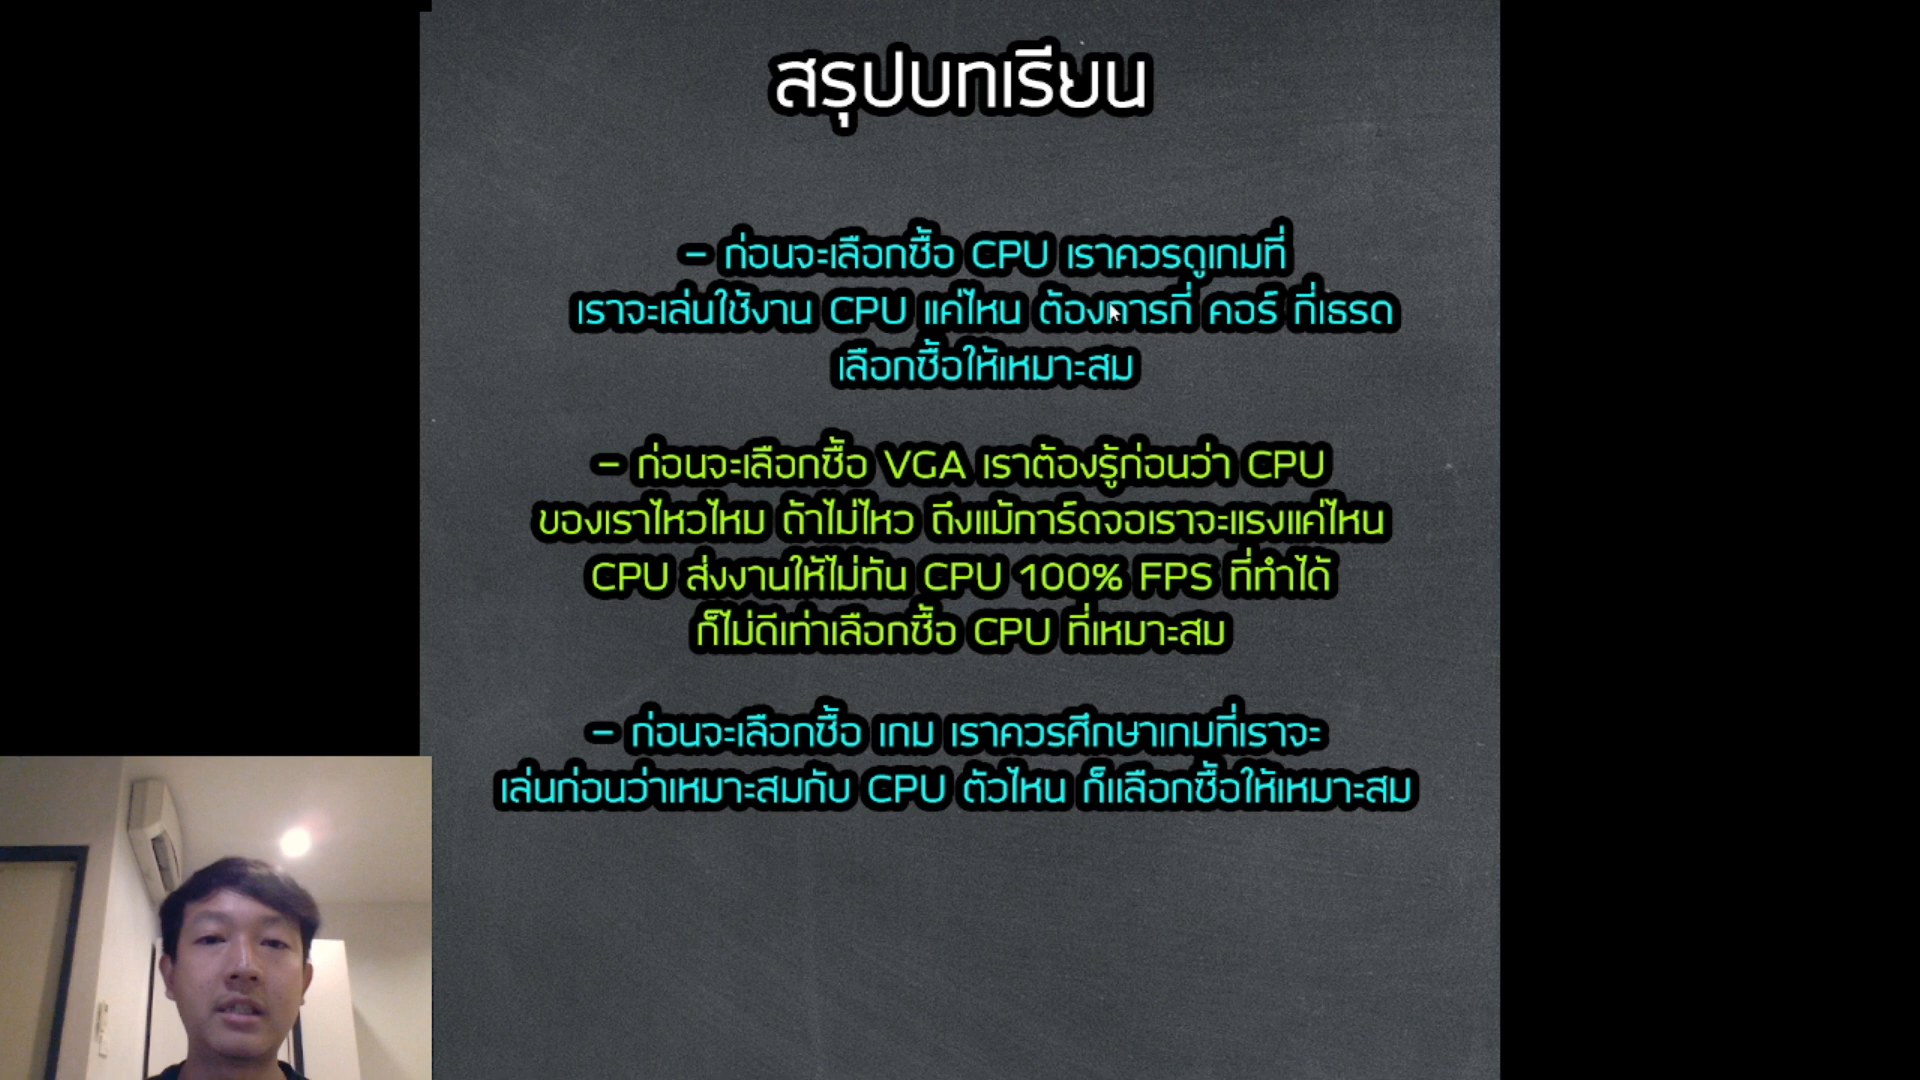 สรุปบทเรียน
- ก่อนจะเลือกซื้อ CPU เราควรดูเกมที่
เราจะเล่นใช้งาน CPU แค่ไหน ต้องการกี่ คอร์ กี่เธรด
เลือกซื้อให้เหมาะสม
- ก่อนจะเลือกซื้อ VGA เราต้องรู้ก่อนว่า CPU
ของเราไหวไหม ถ้าไม่ไหว ถึงแม้การ์ดจอเราจะแรงแค่ไหน
CPU ส่งงานให้ไม่ทัน CPU 100% FPS ที่ทำได้
ก็ไม่ดีเท่าเลือกซื้อ CPU ที่เหมาะสม
- ก่อนจะเลือกซื้อ เกม เราควรศึกษาเกมที่เราจะ
เล่นก่อนว่าเหมาะสมกับ CPU ตัวไหน ก็แลือกซื้อให้เหมาะสม